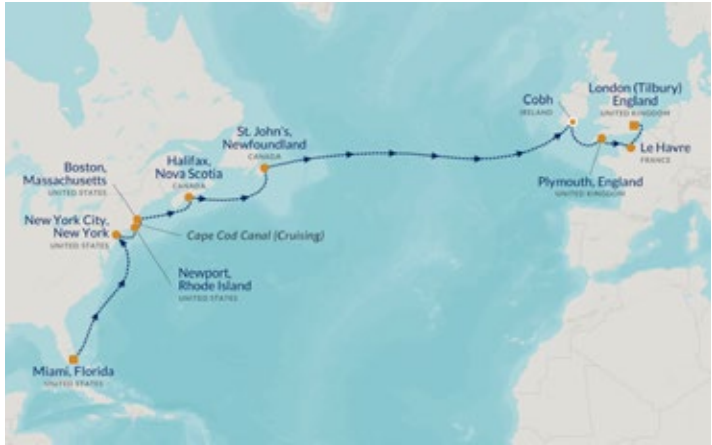 London (Tilbury)
England
UNITED KINGDOM
Cobh
IRELAND
St. John's,
Newfoundland
CANADA
Le Havre
FRANCE
Halifax,
Nova Scotia
CANADA
Boston,
Massachusetts
UNITED STATES
Plymouth, England
UNITED KINGDOM
New York City,
New York
UNITED STATES
Cape Cod Canal (Cruising)
Newport,
Rhode Island
UNITED STATES
Miami, Florida
UNITED STATES